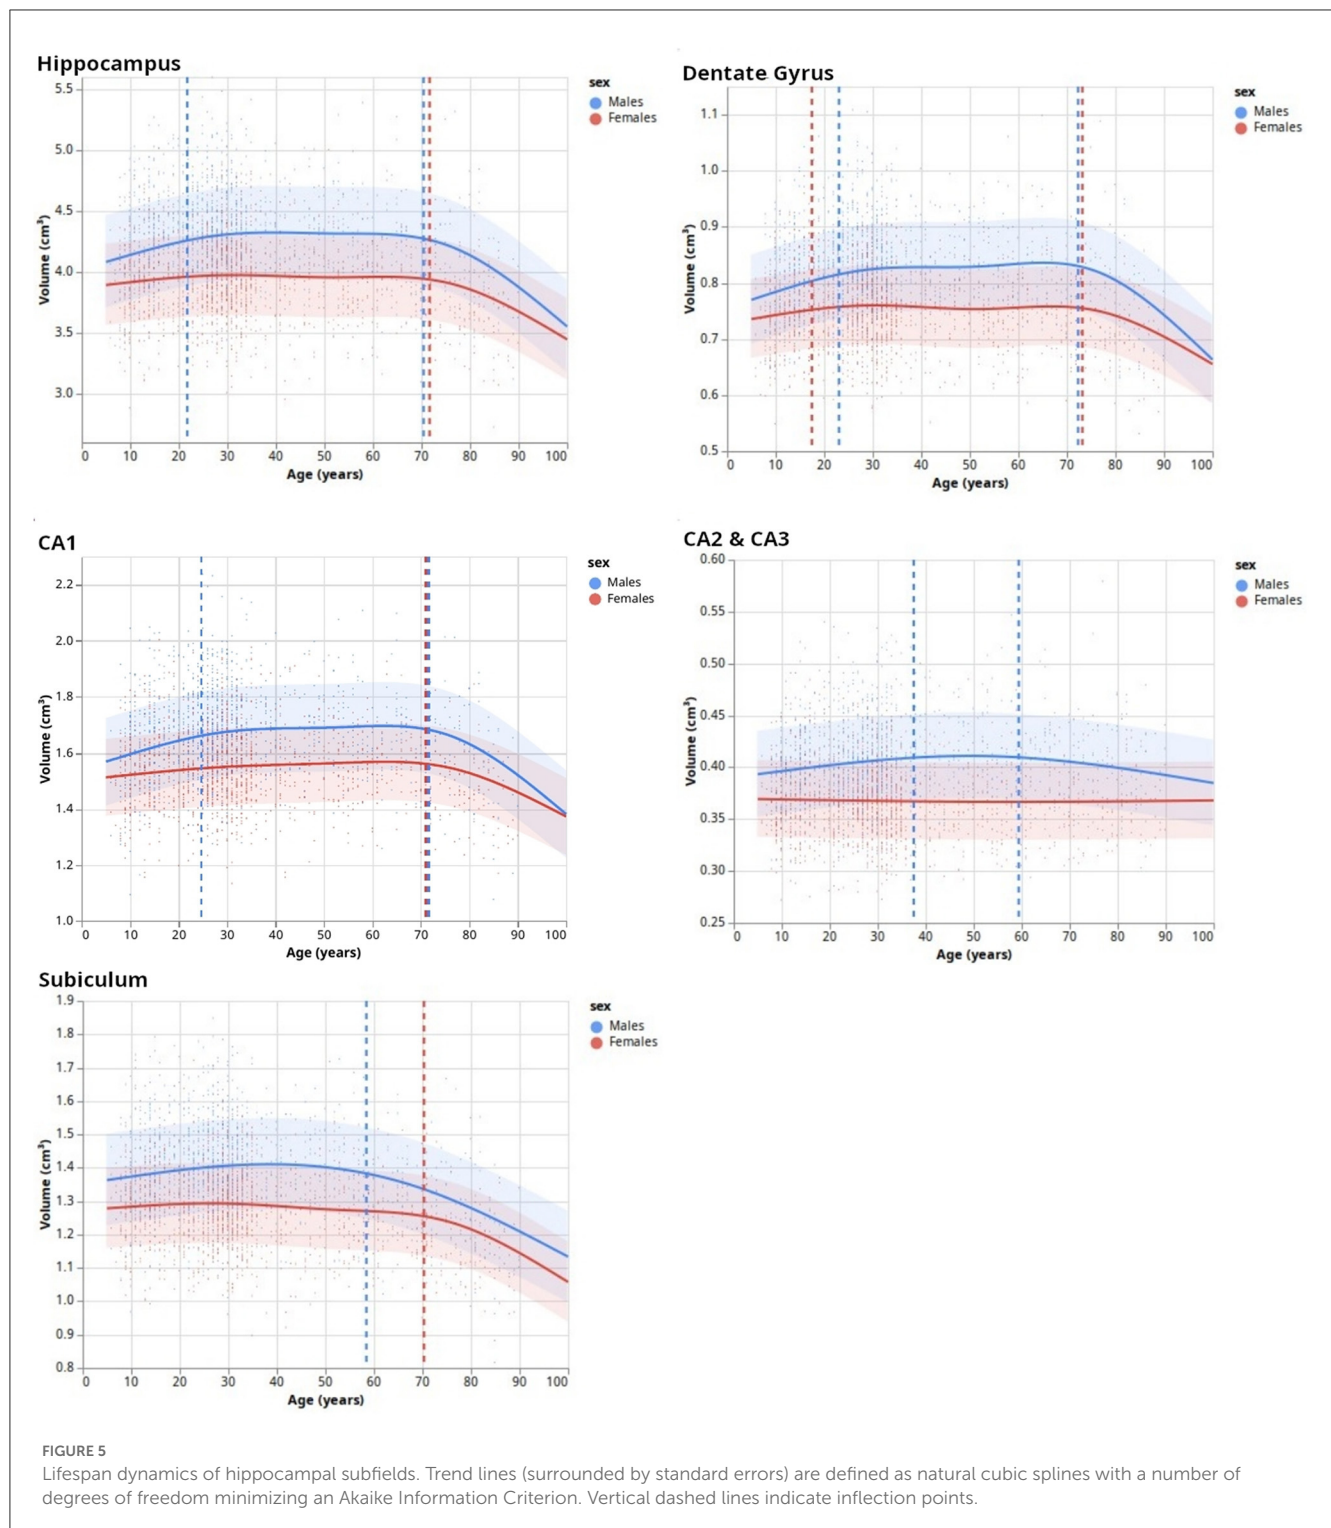 Hippocampus
5.5
5.0
4.5
4.0
3.5
3.0
Volume (cm³)
0 10 20 30 40 50 60 70 80 90 100
Age (years)
sex
Males
Females
Dentate Gyrus
1.1
1.0
0.9
0.8
0.7
0.6
0.5
Volume (cm³)
0 10 20 30 40 50 60 70 80 90 100
Age (years)
sex
Males
Females
CA1
2.2
2.0
1.8
1.6
1.4
1.2
1.0
Volume (cm³)
0 10 20 30 40 50 60 70 80 90 100
Age (years)
sex
Males
Females
CA2 & CA3
0.60
0.55
0.50
0.45
0.40
0.35
0.30
0.25
Volume (cm³)
0 10 20 30 40 50 60 70 80 90 100
Age (years)
sex
Males
Females
Subiculum
1.9
1.8
1.7
1.6
1.5
1.4
1.3
1.2
1.1
1.0
0.9
0.8
Volume (cm³)
0 10 20 30 40 50 60 70 80 90 100
Age (years)
sex
Males
Females
FIGURE 5
Lifespan dynamics of hippocampal subfields. Trend lines (surrounded by standard errors) are defined as natural cubic splines with a number of
degrees of freedom minimizing an Akaike Information Criterion. Vertical dashed lines indicate inflection points.